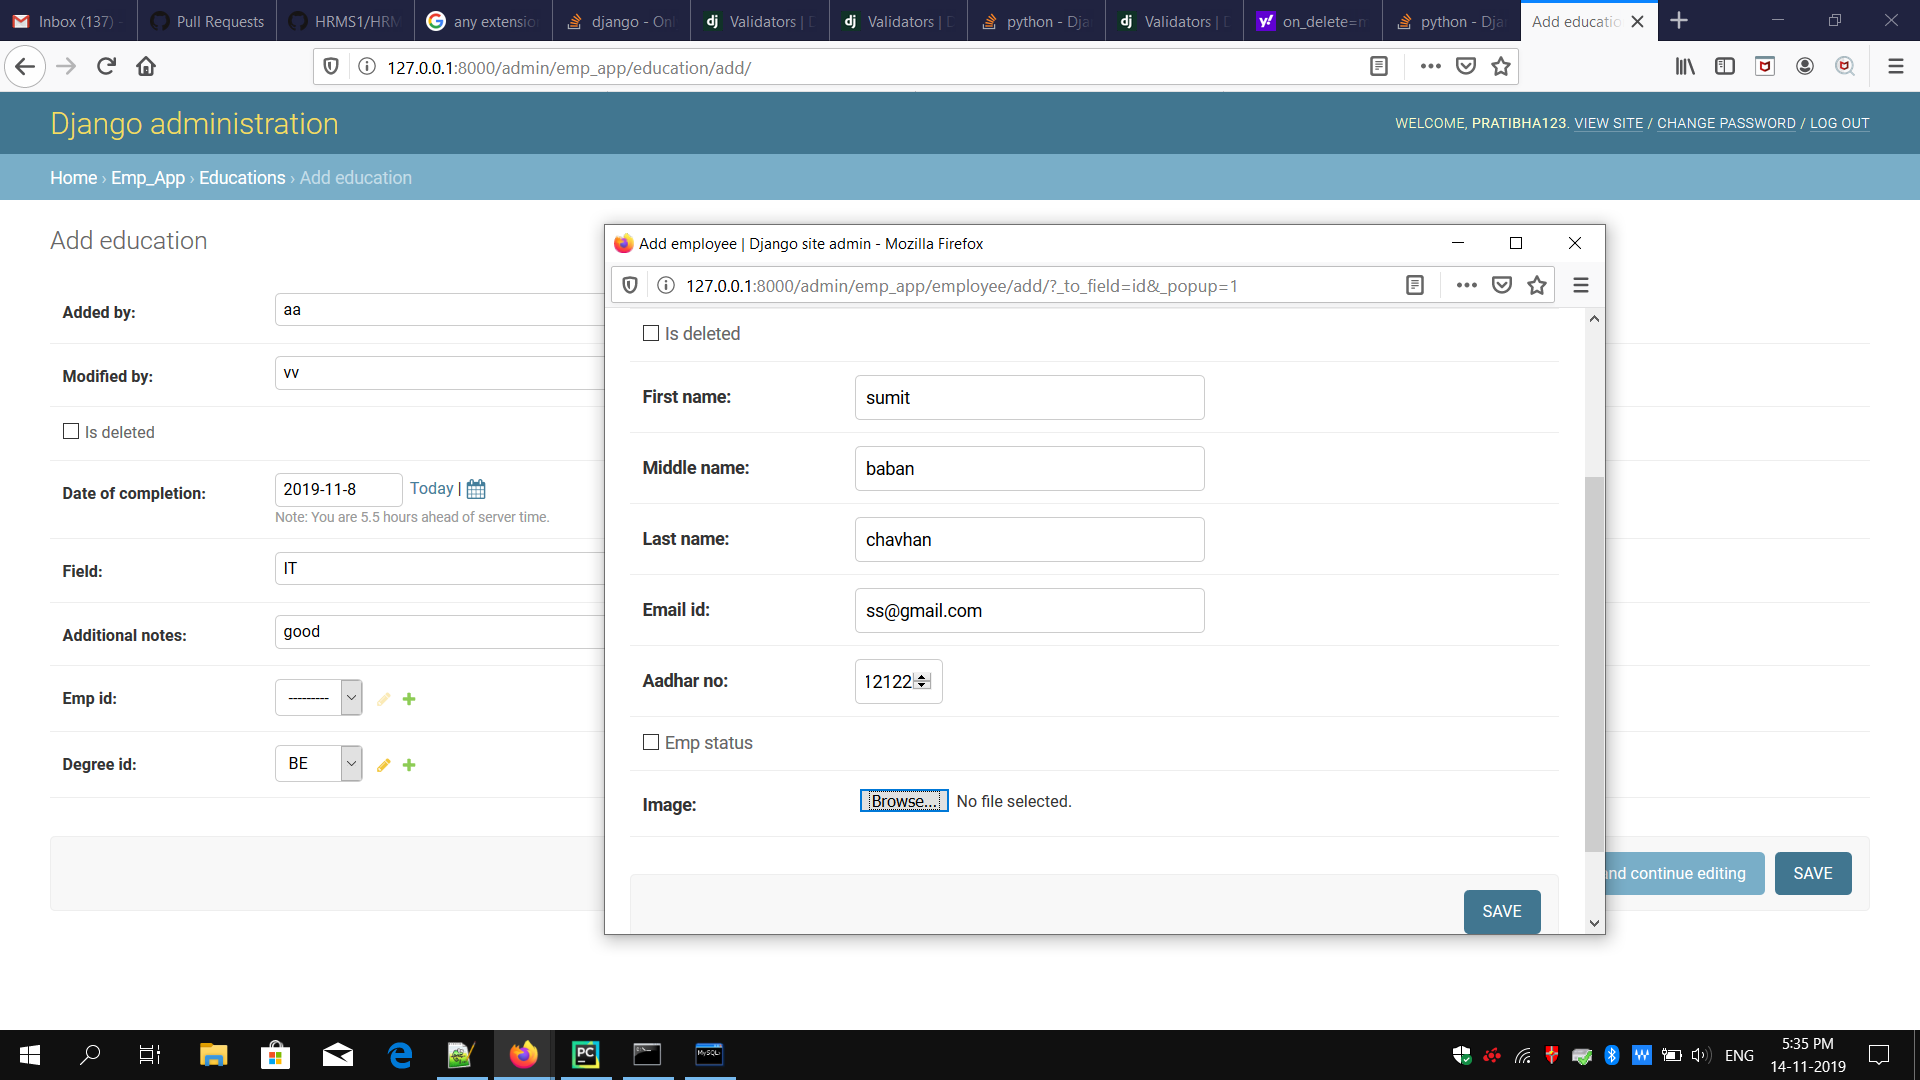 Inbox (137)
Pull Requests
HRMS1/HRM
any extensio
django - Onl
Validators | D
Validators | D
python - Dja
Validators | D
on_delete=m
python - Dja
Add educatio
127.0.0.1:8000/admin/emp_app/education/add/
Django administration
WELCOME, PRATIBHA123. VIEW SITE / CHANGE PASSWORD / LOG OUT
Home › Emp_App › Educations › Add education
Add education
Added by: aa
Modified by: vv
Is deleted
Date of completion: 2019-11-8 Today |
Note: You are 5.5 hours ahead of server time.
Field: IT
Additional notes: good
Emp id: ---------
Degree id: BE
and continue editing
SAVE
Add employee | Django site admin - Mozilla Firefox
127.0.0.1:8000/admin/emp_app/employee/add/?_to_field=id&_popup=1
Is deleted
First name: sumit
Middle name: baban
Last name: chavhan
Email id: ss@gmail.com
Aadhar no: 12122
Emp status
Image: Browse... No file selected.
SAVE
ENG
5:35 PM
14-11-2019